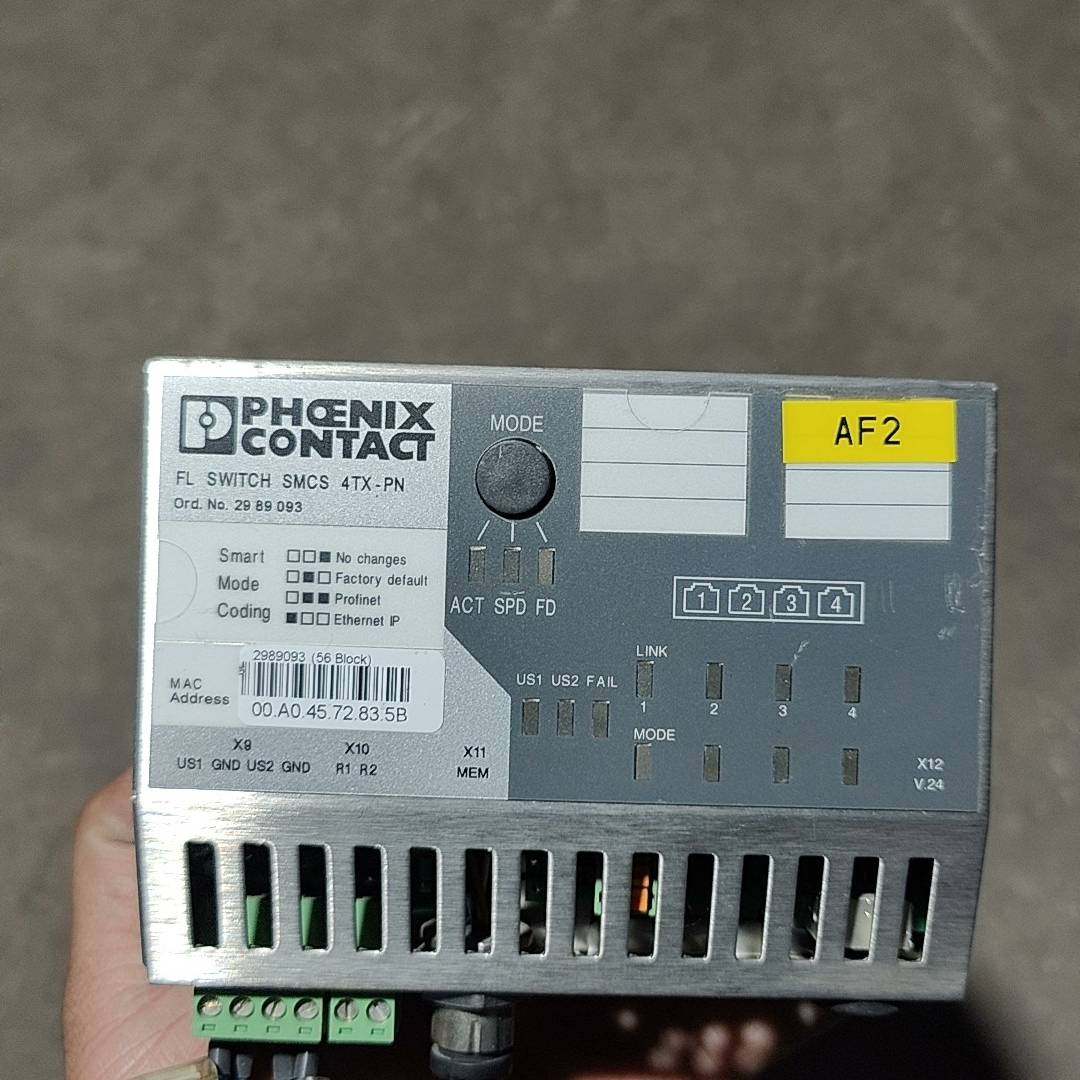 PHŒNIX
CONTACT
FL SWITCH SMCS 4TX-PN
Ord. No. 29 89 093
Smart
Mode
Coding
No changes
Factory default
Profinet
Ethernet IP
MAC
Address
2989093 (56 Block)
00.A0.45.72.83.5B
X9
US1 GND US2 GND
X10
R1 R2
X11
MEM
MODE
ACT SPD FD
AF2
1 2 3 4
US1 US2 FAIL
LINK
1 2 3 4
MODE
X12
V.24